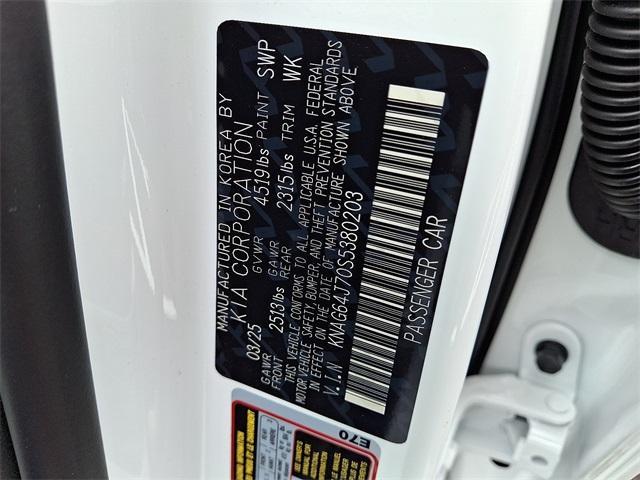 MANUFACTURED IN KOREA BY
KIA CORPORATION
03/25 GVWR 4519lbs PAINT SWP
GAWR FRONT 2513lbs GAWR REAR 2315lbs TRIM WK
THIS VEHICLE CONFORMS TO ALL APPLICABLE U.S.A. FEDERAL
MOTOR VEHICLE SAFETY, BUMPER, AND THEFT PREVENTION STANDARDS
IN EFFECT ON THE DATE OF MANUFACTURE SHOWN ABOVE
V.I.N KNAG64J70S5380203
PASSENGER CAR
E70